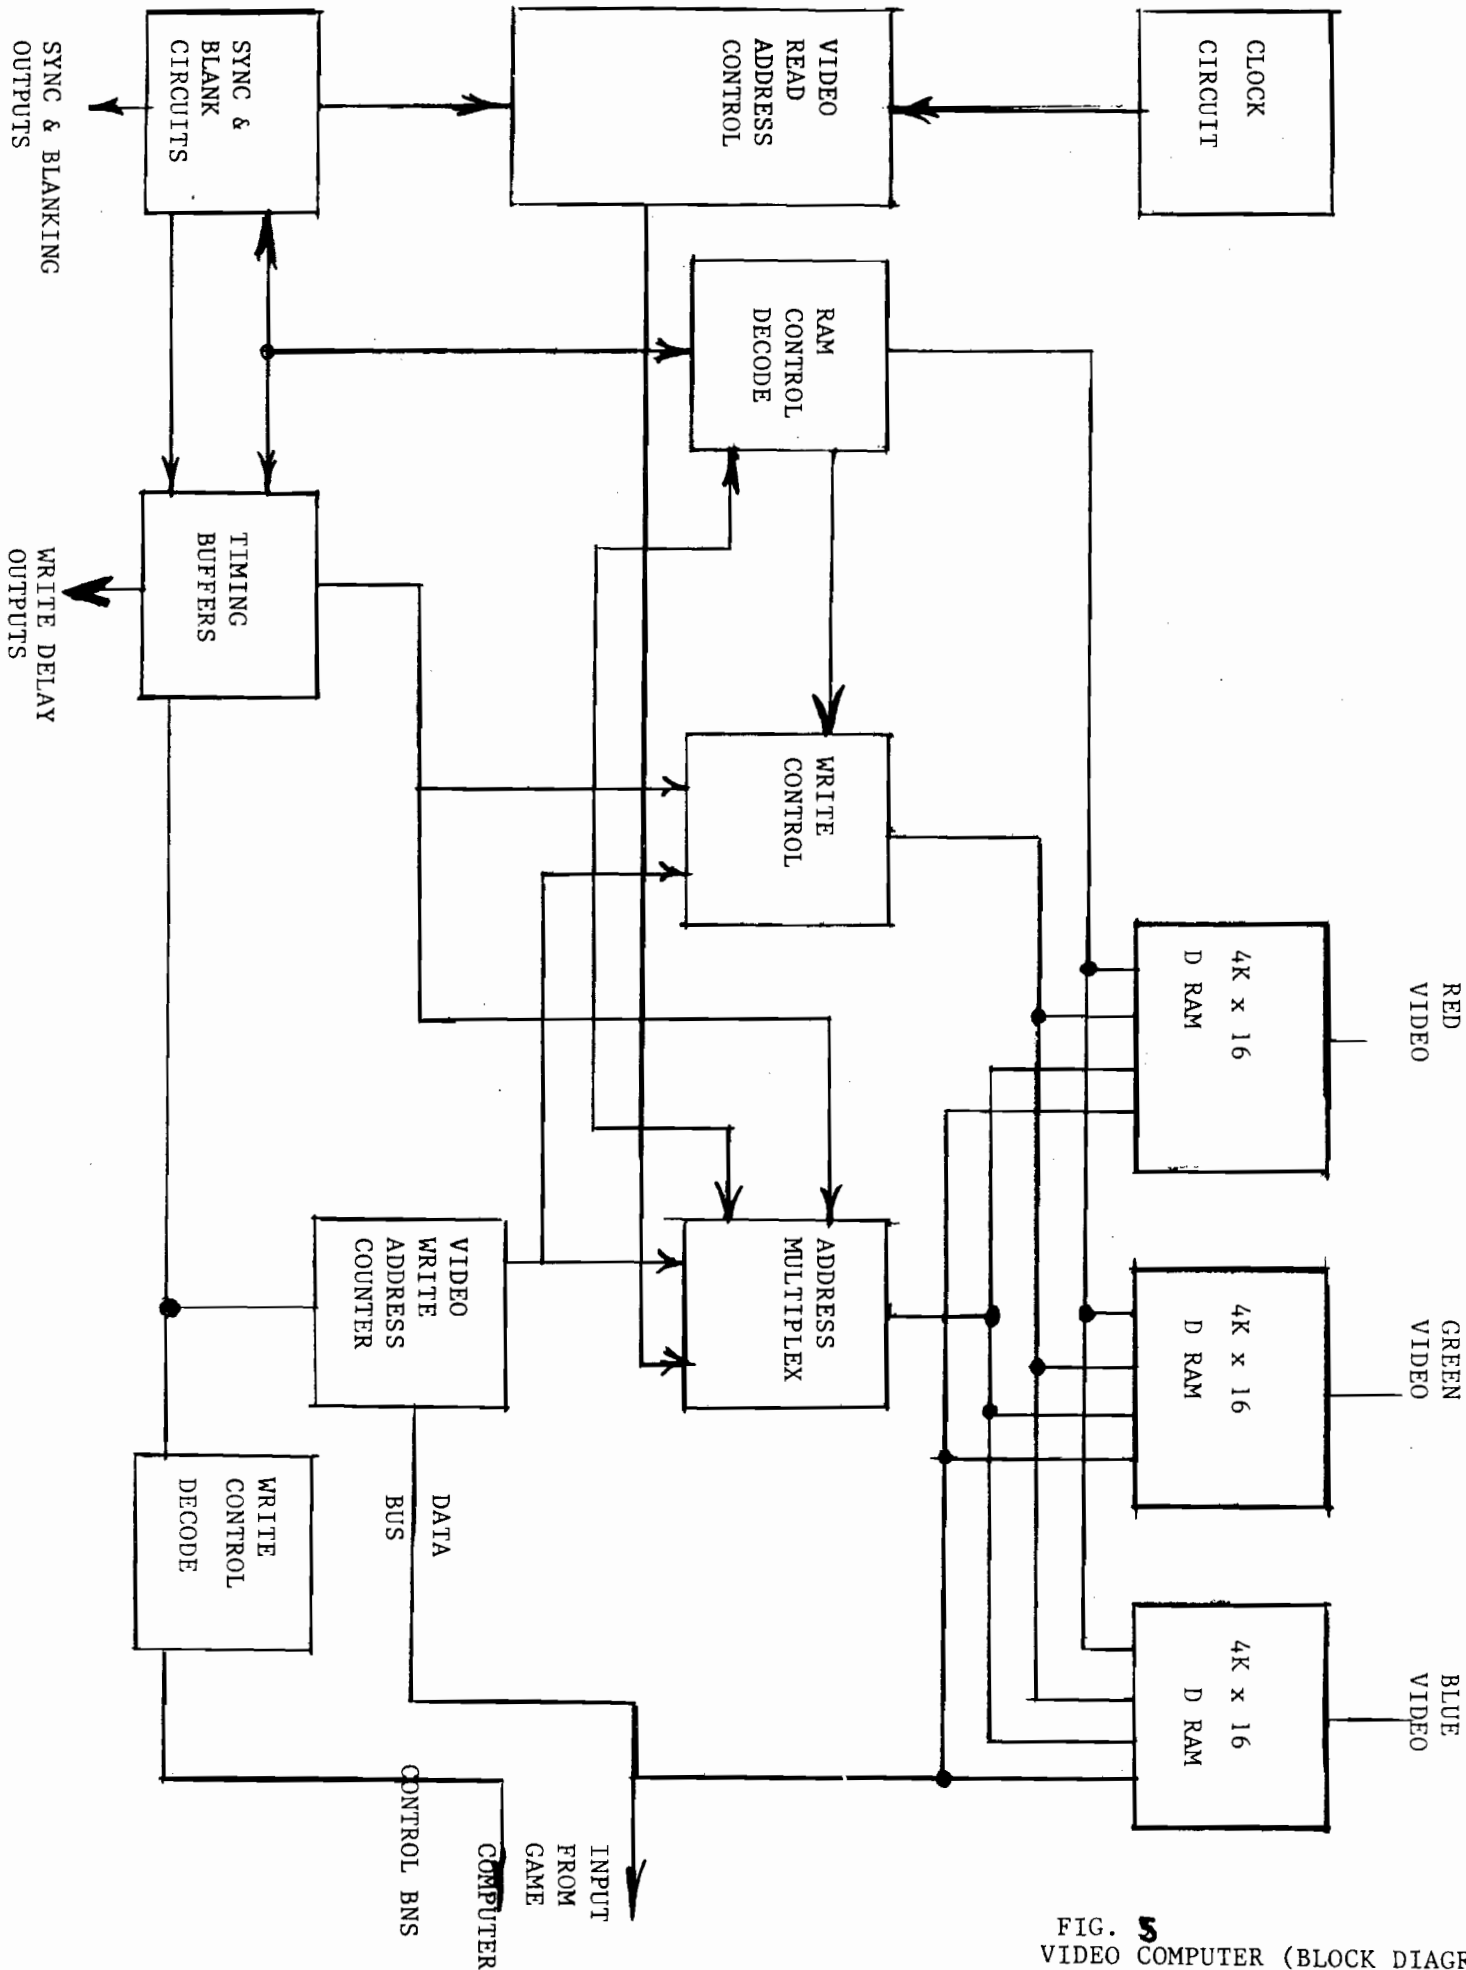 CLOCK
CIRCUIT
VIDEO
READ
ADDRESS
CONTROL
SYNC &
BLANK
CIRCUITS
SYNC & BLANKING
OUTPUTS
RAM
CONTROL
DECODE
TIMING
BUFFERS
WRITE DELAY
OUTPUTS
WRITE
CONTROL
RED
VIDEO
4K x 16
D RAM
GREEN
VIDEO
4K x 16
D RAM
BLUE
VIDEO
4K x 16
D RAM
ADDRESS
MULTIPLEX
VIDEO
WRITE
ADDRESS
COUNTER
DATA
BUS
WRITE
CONTROL
DECODE
INPUT
FROM
GAME
COMPUTER
CONTROL BNS
FIG. 5
VIDEO COMPUTER (BLOCK DIAGR